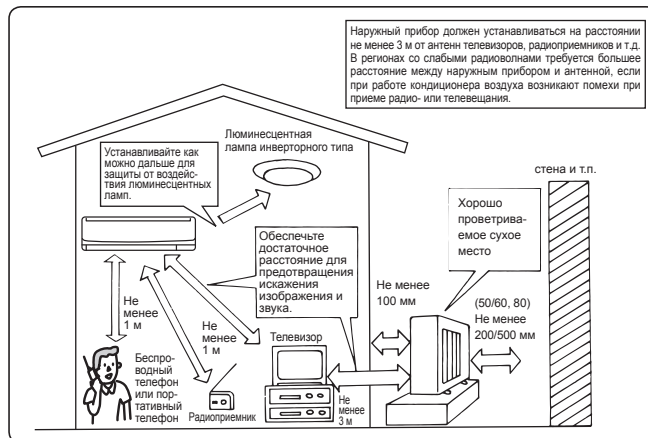 Наружный прибор должен устанавливаться на расстоянии
не менее 3 м от антенн телевизоров, радиоприемников и т.д.
В регионах со слабыми радиоволнами требуется большее
расстояние между наружным прибором и антенной, если
при работе кондиционера воздуха возникают помехи при
приеме радио- или телевещания.
Люминесцентная
лампа инверторного типа
Устанавливайте как
можно дальше для
защиты от воздей-
ствия люминесцентных
ламп.
стена и т.п.
Хорошо
проветрива-
емое сухое
место
Обеспечьте
достаточное
расстояние для
предотвращения
искажения
изображения и
звука.
Не менее
100 мм
(50/60, 80)
Не менее
200/500 мм
Не
менее
1 м
Не
менее
1 м
Телевизор
Беспро-
водный
телефон
или пор-
тативный
телефон
Радиоприемник
Не
менее
3 м